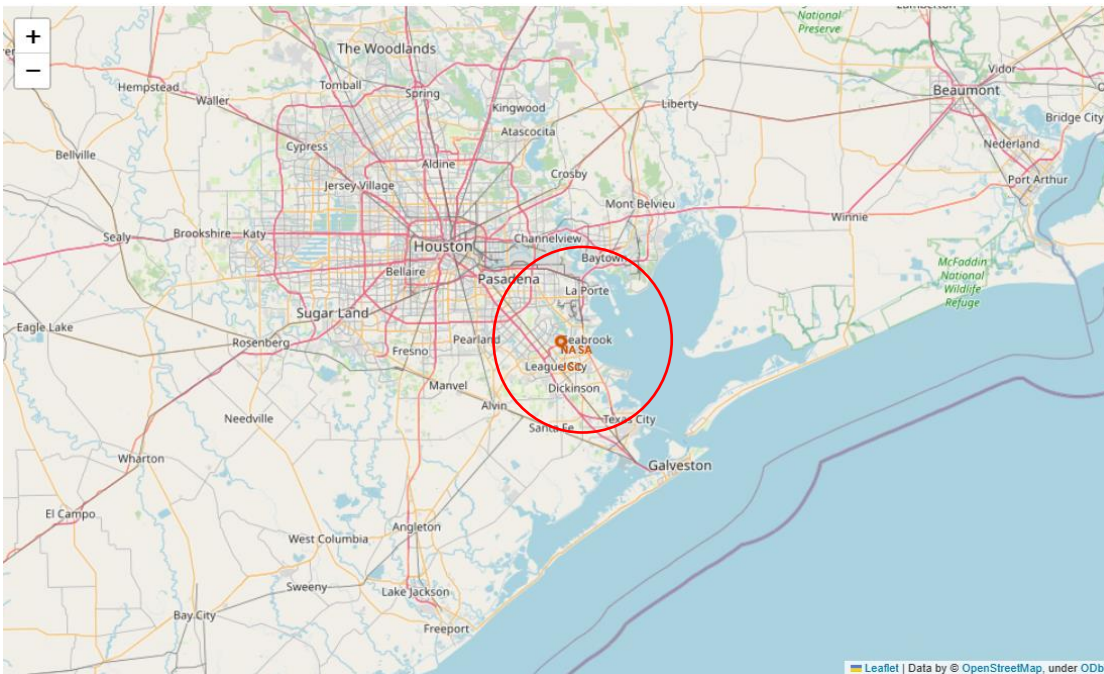 Lumberton
National
Preserve
+
The Woodlands
−
Vidor
Hempstead
Tomball
Beaumont
Waller
Spring
Kingwood
Liberty
Bridge City
Atascocita
Cypress
Nederland
Bellville
Aldine
Crosby
Jersey Village
Port Arthur
Mont Belvieu
Winnie
Sealy
Brookshire
Katy
Houston
Channelview
Baytown
Bellaire
Pasadena
McFaddin
National
Wildlife
Refuge
La Porte
Sugar Land
Eagle Lake
Rosenberg
Fresno
Pearland
Seabrook
NASA
JSC
League City
Manvel
Dickinson
Alvin
Needville
Santa Fe
Texas City
Wharton
Galveston
El Campo
Angleton
West Columbia
Sweeny
Lake Jackson
Bay City
Freeport
Leaflet | Data by © OpenStreetMap, under ODb